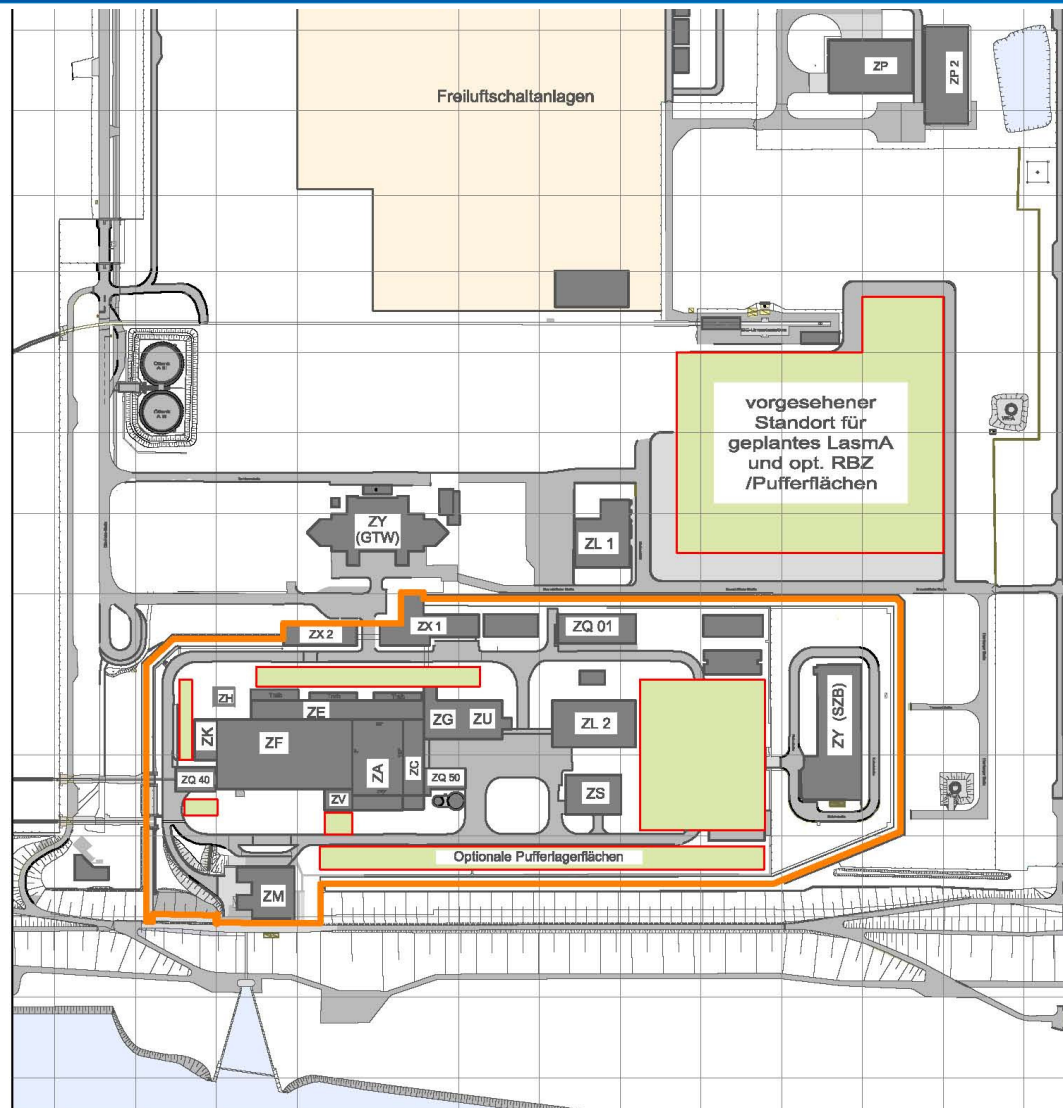 Freiluftschaltanlagen
ZP
ZP 2
vorgesehener
Standort für
geplantes LasmA
und opt. RBZ
/Pufferflächen
ZY
(GTW)
ZL 1
ZX 2
ZX 1
ZQ 01
ZH
ZE
ZG
ZU
ZL 2
ZY (SZB)
ZK
ZF
ZA
ZC
ZQ 40
ZQ 50
ZV
ZS
Optionale Pufferlagerflächen
ZM